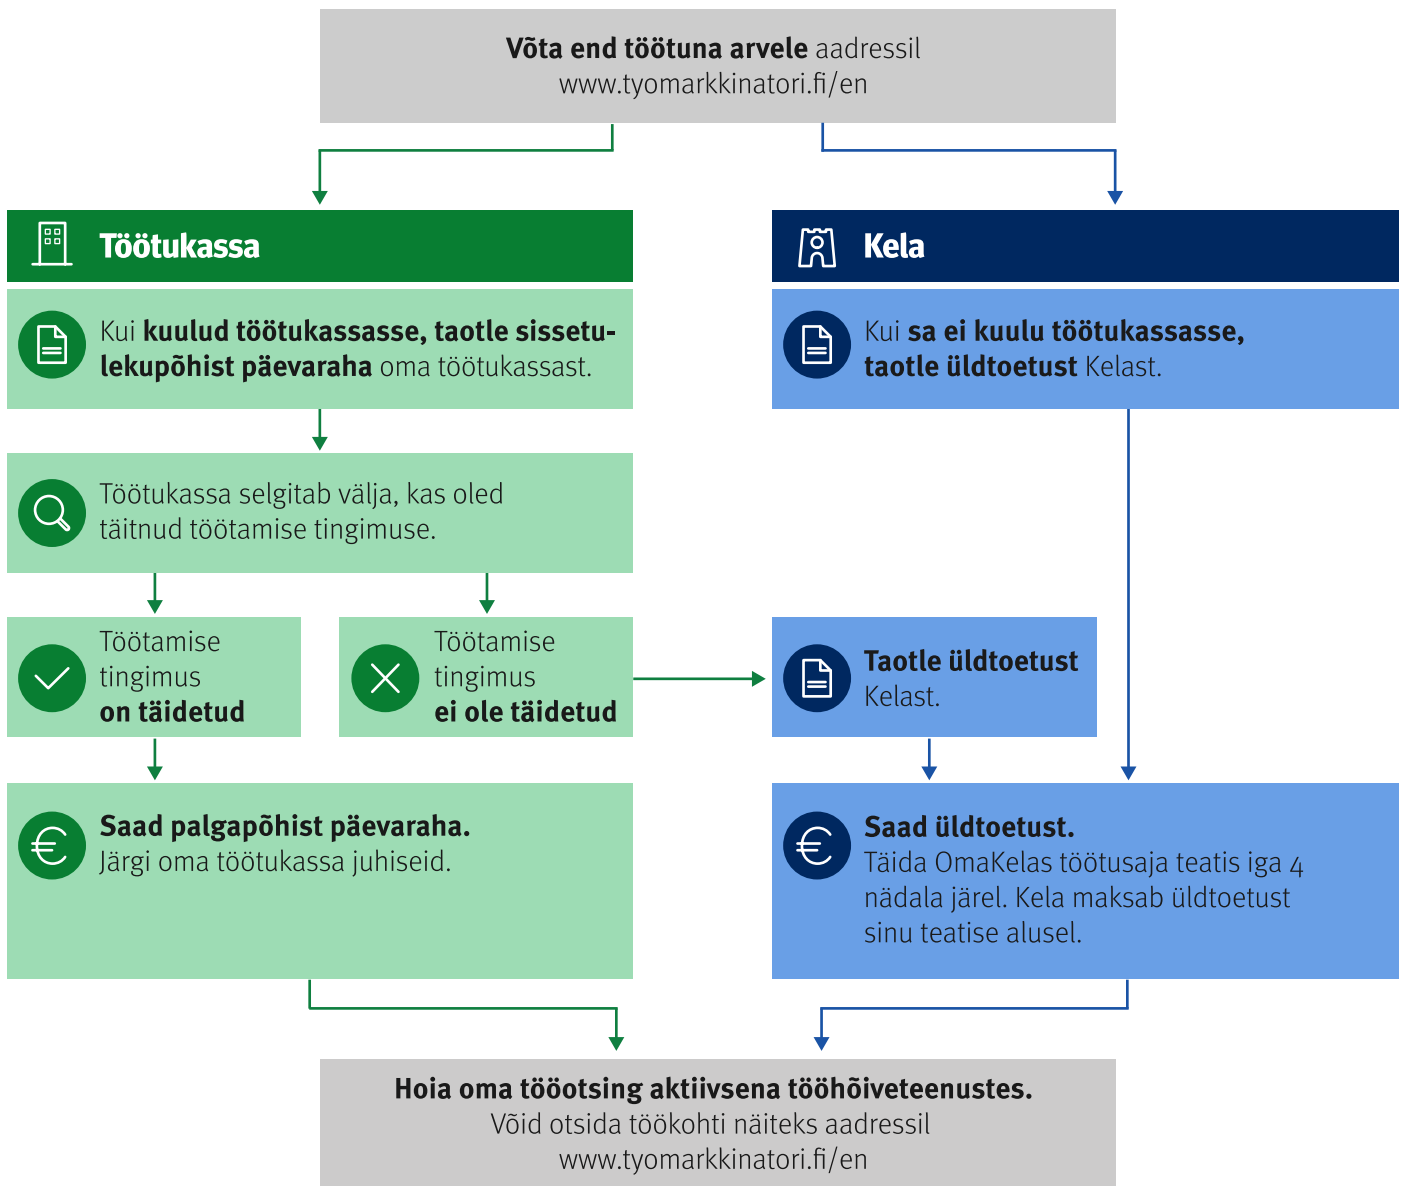 Võta end töötuna arvele aadressil
www.tyomarkkinatori.fi/en
Töötukassa
Kui kuulud töötukassasse, taotle sissetu-
lekupõhist päevaraha oma töötukassast.
Töötukassa selgitab välja, kas oled
täitnud töötamise tingimuse.
Töötamise
tingimus
on täidetud
Töötamise
tingimus
ei ole täidetud
Saad palgapõhist päevaraha.
Järgi oma töötukassa juhiseid.
Kela
Kui sa ei kuulu töötukassasse,
taotle üldtoetust Kelast.
Taotle üldtoetust
Kelast.
Saad üldtoetust.
Täida OmaKelas töötusaja teatis iga 4
nädala järel. Kela maksab üldtoetust
sinu teatise alusel.
Hoia oma tööotsing aktiivsena tööhõiveteenustes.
Võid otsida töökohti näiteks aadressil
www.tyomarkkinatori.fi/en